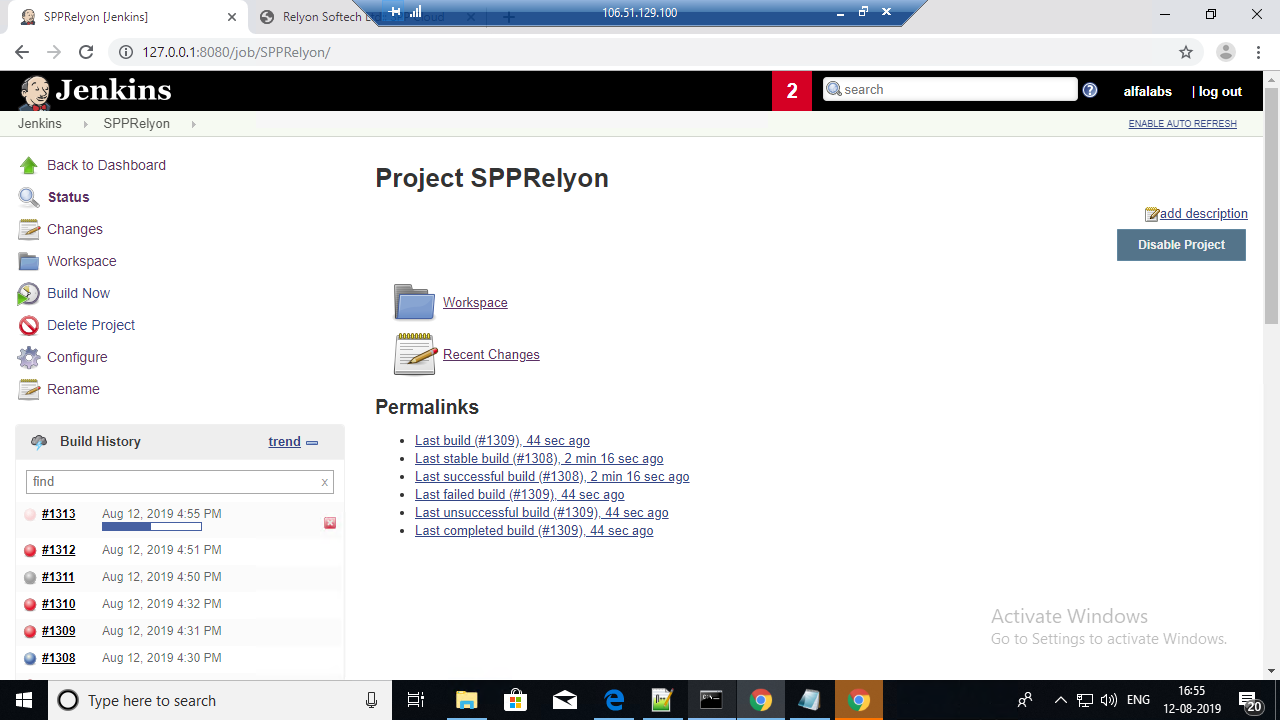 SPPRelyon [Jenkins]
Relyon Softech Ltd
106.51.129.100
127.0.0.1:8080/job/SPPRelyon/
Jenkins
2
search
alfalabs
| log out
Jenkins
SPPRelyon
ENABLE AUTO REFRESH
Back to Dashboard
Status
Changes
Workspace
Build Now
Delete Project
Configure
Rename
Project SPPRelyon
add description
Disable Project
Workspace
Recent Changes
Permalinks
• Last build (#1309), 44 sec ago
• Last stable build (#1308), 2 min 16 sec ago
• Last successful build (#1308), 2 min 16 sec ago
• Last failed build (#1309), 44 sec ago
• Last unsuccessful build (#1309), 44 sec ago
• Last completed build (#1309), 44 sec ago
Build History trend
find x
#1313 Aug 12, 2019 4:55 PM
#1312 Aug 12, 2019 4:51 PM
#1311 Aug 12, 2019 4:50 PM
#1310 Aug 12, 2019 4:32 PM
#1309 Aug 12, 2019 4:31 PM
#1308 Aug 12, 2019 4:30 PM
Activate Windows
Go to Settings to activate Windows.
Type here to search
ENG
16:55
12-08-2019
20